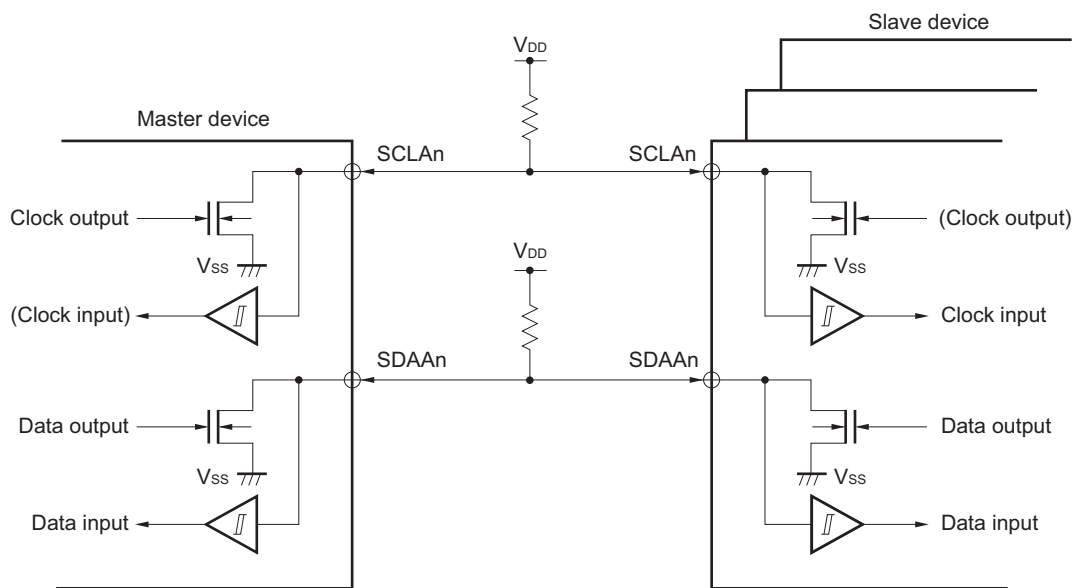 Slave device
VDD
Master device
SCLAn
SCLAn
Clock output
(Clock output)
VSS
VSS
VDD
(Clock input)
Clock input
SDAAn
SDAAn
Data output
Data output
VSS
VSS
Data input
Data input